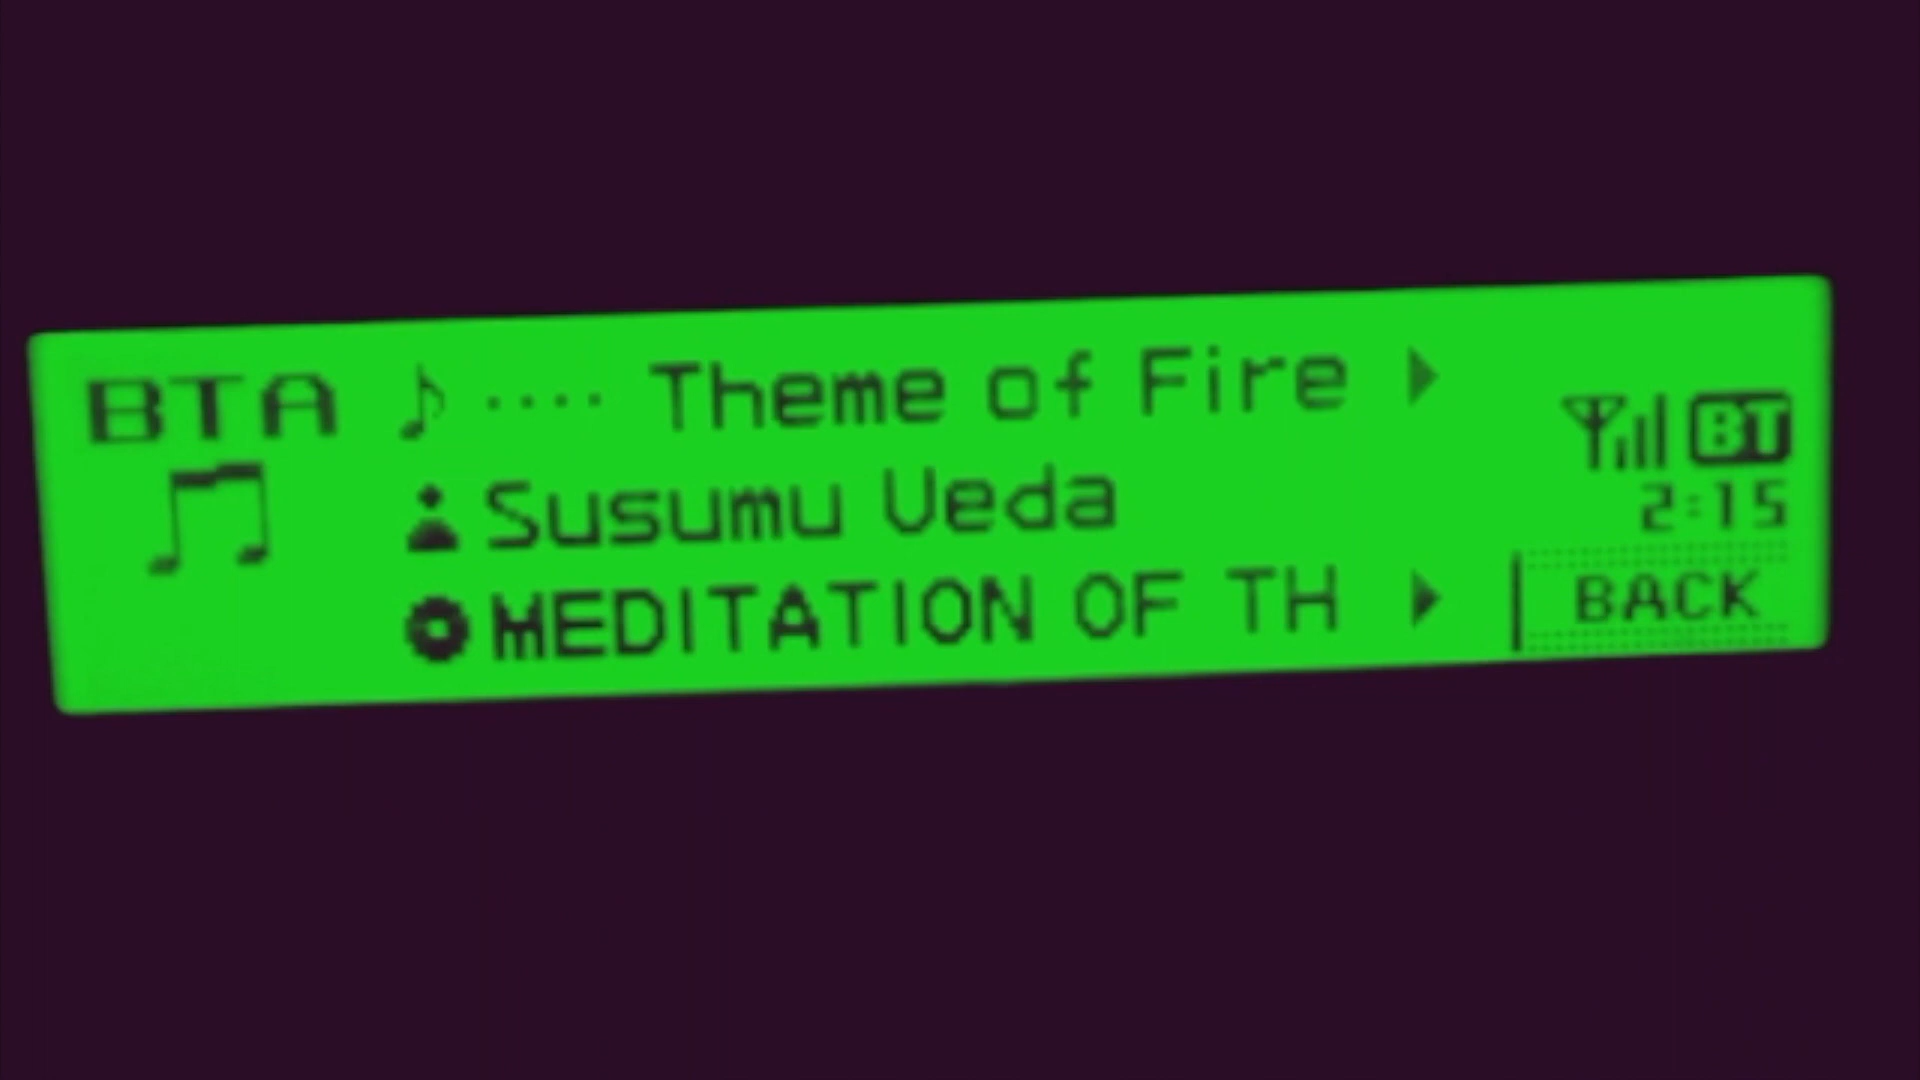 BTA ···· Theme of Fire
Susumu Ueda
MEDITATION OF TH
BT
2:15
BACK